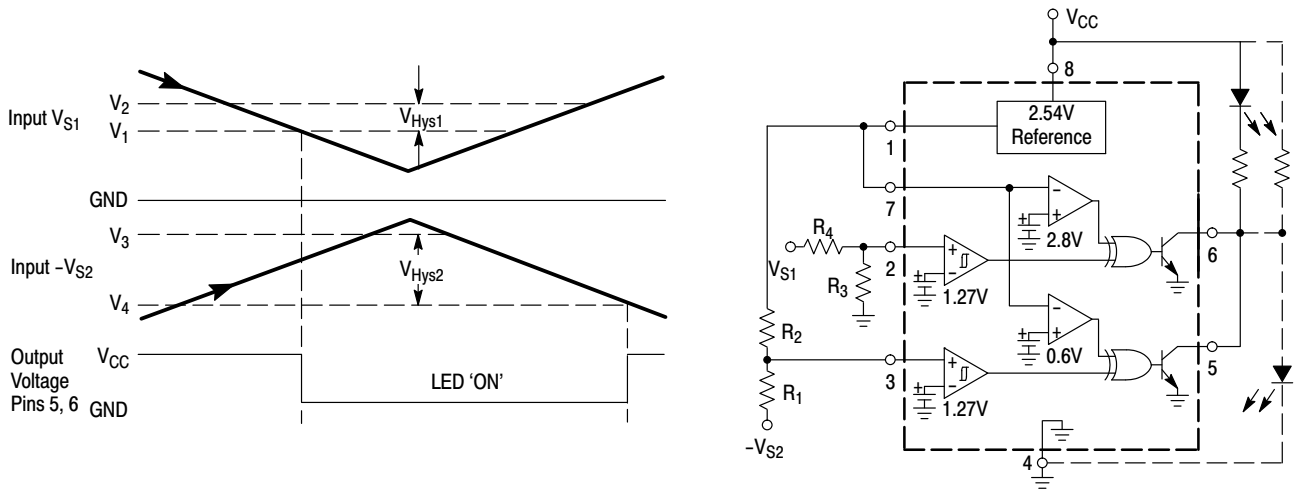 Input V_S1
V_2
V_1
V_Hys1
GND
V_3
Input −V_S2
V_4
V_Hys2
Output
Voltage
Pins 5, 6
V_CC
GND
LED 'ON'
V_CC
8
2.54V
Reference
1
7
−
+
+
2.8V
6
R_4
V_S1
2
R_3
+
+
−
1.27V
−
+
+
0.6V
5
R_2
3
R_1
+
+
−
1.27V
−V_S2
4